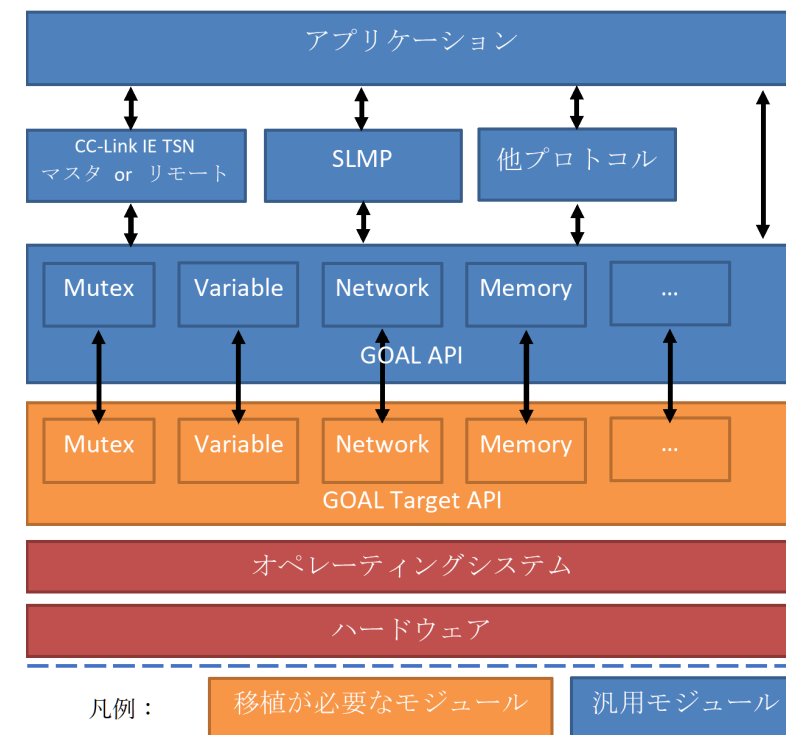 アプリケーション
CC-Link IE TSN
マスタ or リモート
SLMP
他プロトコル
Mutex
Variable
Network
Memory
...
GOAL API
Mutex
Variable
Network
Memory
...
GOAL Target API
オペレーティングシステム
ハードウェア
凡例：
移植が必要なモジュール
汎用モジュール